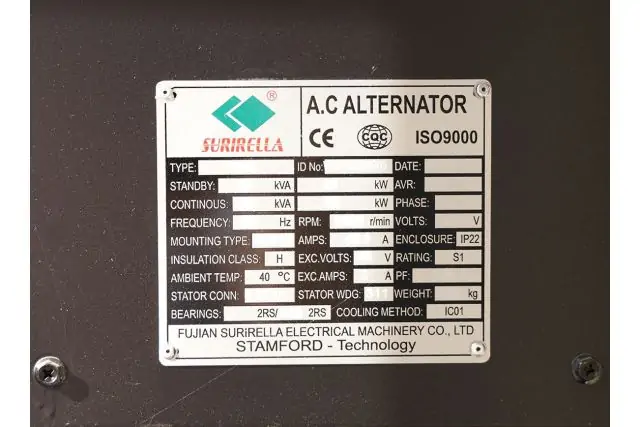 ®
SURIRELLA
A.C ALTERNATOR
CE CQC ISO9000
TYPE: ID No: DATE:
STANDBY: kVA kW AVR:
CONTINOUS: kVA kW PHASE:
FREQUENCY: Hz RPM: r/min VOLTS: V
MOUNTING TYPE: AMPS: A ENCLOSURE: IP22
INSULATION CLASS: H EXC.VOLTS: V RATING: S1
AMBIENT TEMP: 40 °C EXC.AMPS: A PF:
STATOR CONN: STATOR WDG: WEIGHT: kg
BEARINGS: 2RS/ 2RS COOLING METHOD: IC01
FUJIAN SURIRELLA ELECTRICAL MACHINERY CO., LTD
STAMFORD - Technology